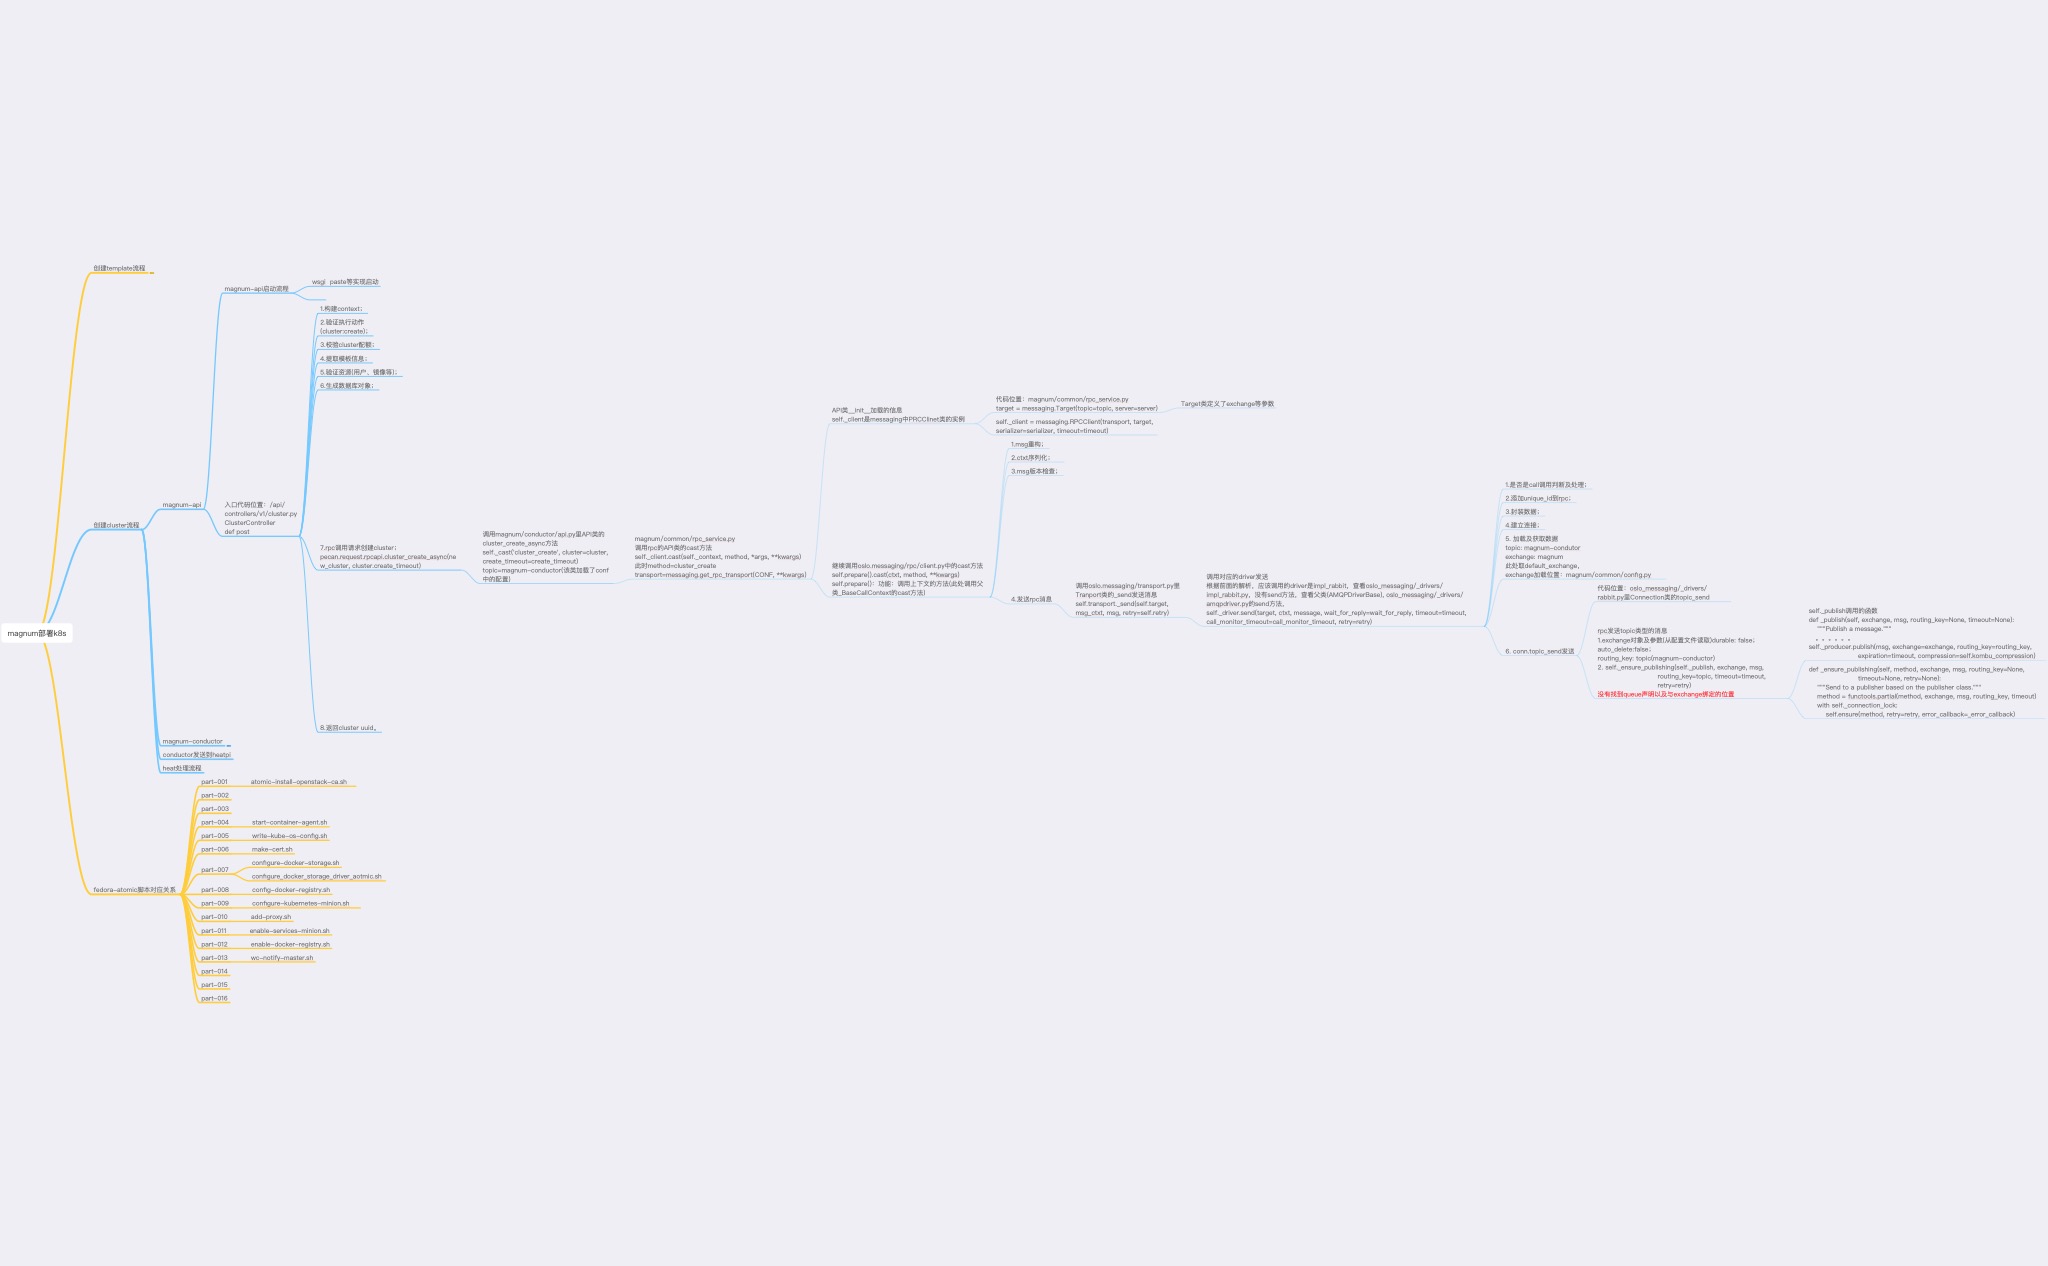 magnum部署k8s
创建template流程
创建cluster流程
magnum-api
magnum-api启动流程
wsgi paste等实现启动
入口代码位置：/api/
controllers/v1/cluster.py
ClusterController
def post
1.构建context；
2.验证执行动作
(cluster:create)；
3.校验cluster配额；
4.提取模板信息；
5.验证资源(用户、镜像等)；
6.生成数据库对象；
7.rpc调用请求创建cluster；
pecan.request.rpcapi.cluster_create_async(ne
w_cluster, cluster.create_timeout)
调用magnum/conductor/api.py里API类的
cluster_create_async方法
self._cast('cluster_create', cluster=cluster,
create_timeout=create_timeout)
topic=magnum-conductor(该类加载了conf
中的配置)
magnum/common/rpc_service.py
调用rpc的API类的cast方法
self._client.cast(self._context, method, *args, **kwargs)
此时method=cluster_create
transport=messaging.get_rpc_transport(CONF, **kwargs)
API类__init__加载的信息
self._client是messaging中PRCClinet类的实例
代码位置：magnum/common/rpc_service.py
target = messaging.Target(topic=topic, server=server)
Target类定义了exchange等参数
self._client = messaging.RPCClient(transport, target,
serializer=serializer, timeout=timeout)
继续调用oslo.messaging/rpc/client.py中的cast方法
self.prepare().cast(ctxt, method, **kwargs)
self.prepare()：功能：调用上下文的方法(此处调用父
类_BaseCallContext的cast方法)
1.msg重构；
2.ctxt序列化；
3.msg版本检查；
4.发送rpc消息
调用oslo.messaging/transport.py里
Tranport类的_send发送消息
self.transport._send(self.target,
msg_ctxt, msg, retry=self.retry)
调用对应的driver发送
根据前面的解析，应该调用的driver是impl_rabbit，查看oslo_messaging/_drivers/
impl_rabbit.py，没有send方法，查看父类(AMQPDriverBase), oslo_messaging/_drivers/
amqpdriver.py的send方法。
self._driver.send(target, ctxt, message, wait_for_reply=wait_for_reply, timeout=timeout,
call_monitor_timeout=call_monitor_timeout, retry=retry)
1.是否是call调用判断及处理；
2.添加unique_id到rpc；
3.封装数据；
4.建立连接；
5. 加载及获取数据
topic: magnum-condutor
exchange: magnum
此处取default_exchange,
exchange加载位置：magnum/common/config.py
6. conn.topic_send发送
代码位置：oslo_messaging/_drivers/
rabbit.py里Connection类的topic_send
rpc发送topic类型的消息
1.exchange对象及参数(从配置文件读取)durable: false；
auto_delete:false；
routing_key: topic(magnum-conductor)
2. self._ensure_publishing(self._publish, exchange, msg,
routing_key=topic, timeout=timeout,
retry=retry)
没有找到queue声明以及与exchange绑定的位置
self._publish调用的函数
def _publish(self, exchange, msg, routing_key=None, timeout=None):
"""Publish a message."""
。。。。。。
self._producer.publish(msg, exchange=exchange, routing_key=routing_key,
expiration=timeout, compression=self.kombu_compression)
def _ensure_publishing(self, method, exchange, msg, routing_key=None,
timeout=None, retry=None):
"""Send to a publisher based on the publisher class."""
method = functools.partial(method, exchange, msg, routing_key, timeout)
with self._connection_lock:
self.ensure(method, retry=retry, error_callback=_error_callback)
8.返回cluster uuid。
magnum-conductor
conductor发送到heatpi
heat处理流程
fedora-atomic脚本对应关系
part-001 atomic-install-openstack-ca.sh
part-002
part-003
part-004 start-container-agent.sh
part-005 write-kube-os-config.sh
part-006 make-cert.sh
part-007
configure-docker-storage.sh
configure_docker_storage_driver_aotmic.sh
part-008 config-docker-registry.sh
part-009 configure-kubernetes-minion.sh
part-010 add-proxy.sh
part-011 enable-services-minion.sh
part-012 enable-docker-registry.sh
part-013 wc-notify-master.sh
part-014
part-015
part-016